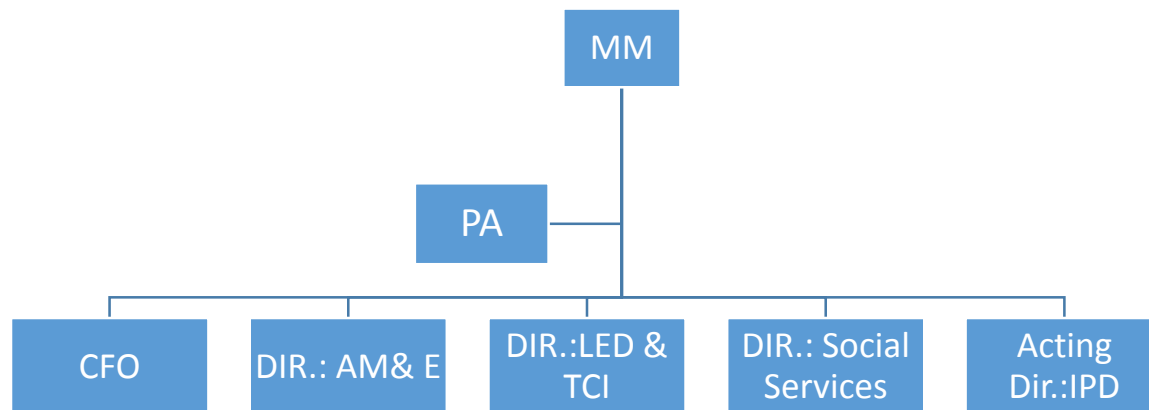 MM
PA
CFO
DIR.: AM& E
DIR.:LED &
TCI
DIR.: Social
Services
Acting
Dir.:IPD